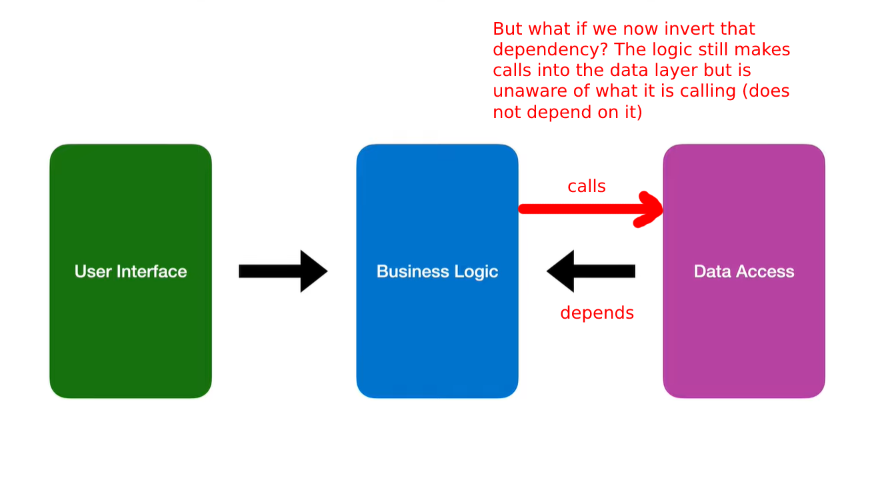 But what if we now invert that
dependency? The logic still makes
calls into the data layer but is
unaware of what it is calling (does
not depend on it)
calls
User Interface
Business Logic
Data Access
depends